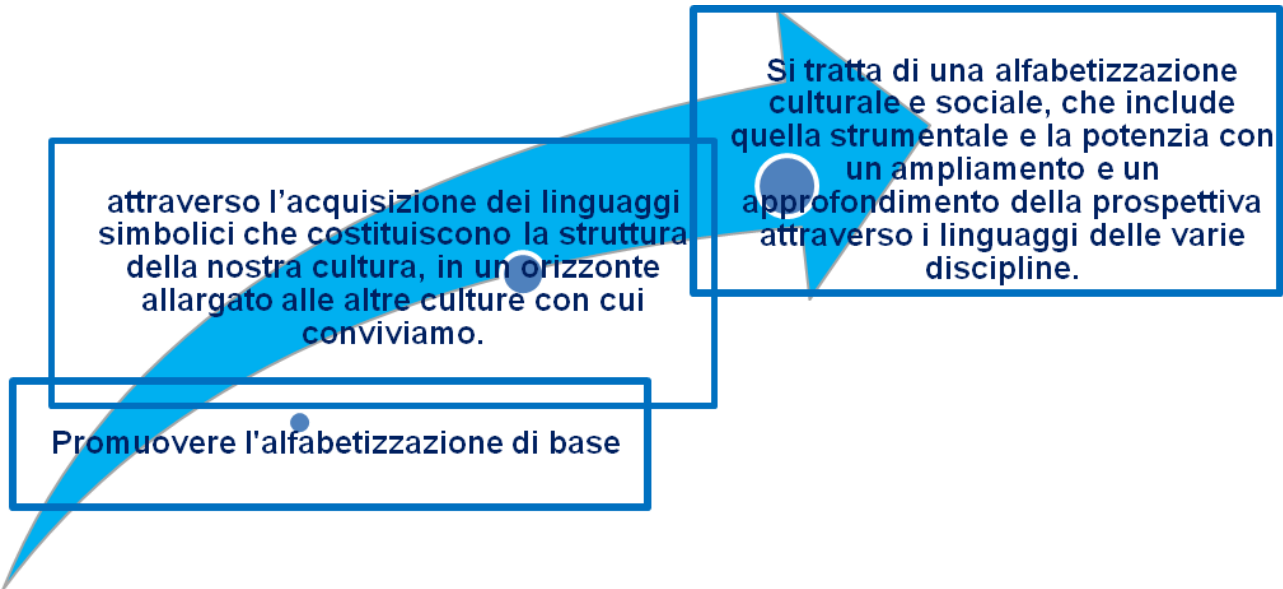 Promuovere l'alfabetizzazione di base
attraverso l’acquisizione dei linguaggi
simbolici che costituiscono la struttura
della nostra cultura, in un orizzonte
allargato alle altre culture con cui
conviviamo.
Si tratta di una alfabetizzazione
culturale e sociale, che include
quella strumentale e la potenzia con
un ampliamento e un
approfondimento della prospettiva
attraverso i linguaggi delle varie
discipline.